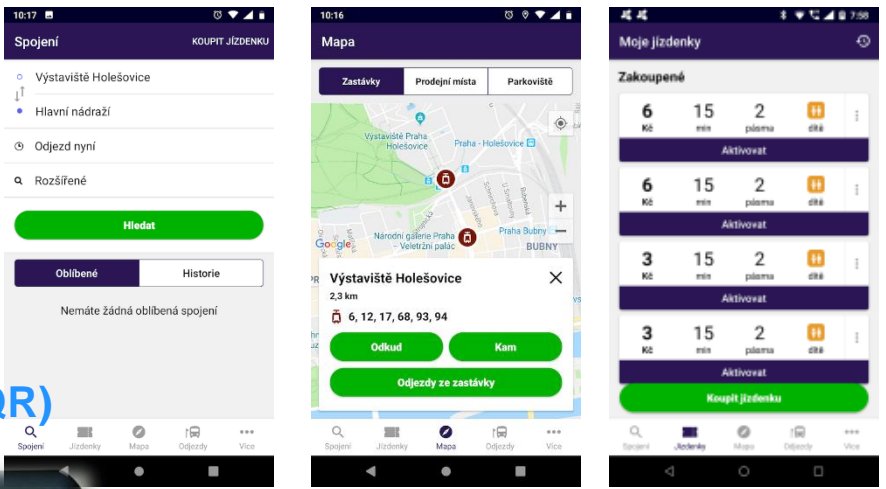 10:17
Spojení
KOUPIT JÍZDENKU
Výstaviště Holešovice
Hlavní nádraží
Odjezd nyní
Rozšířené
Hledat
Oblíbené
Historie
Nemáte žádná oblíbená spojení
QR)
Spojení
Jízdenky
Mapa
Odjezdy
Více
10:16
Mapa
Zastávky
Prodejní místa
Parkoviště
Výstaviště Praha
Holešovice
Praha - Holešovice
Strojnická
U Smaltovny
Bubenská
Národní galerie Praha
- Veletržní palác
Praha Bubny
BUBNY
Google
Výstaviště Holešovice
2,3 km
6, 12, 17, 68, 93, 94
Odkud
Kam
Odjezdy ze zastávky
Spojení
Jízdenky
Mapa
Odjezdy
Více
7:58
Moje jízdenky
Zakoupené
6 15 2
Kč min pásma dítě
Aktivovat
6 15 2
Kč min pásma dítě
Aktivovat
3 15 2
Kč min pásma dítě
Aktivovat
3 15 2
Kč min pásma dítě
Aktivovat
Koupit jízdenku
Spojení
Jízdenky
Mapa
Odjezdy
Více